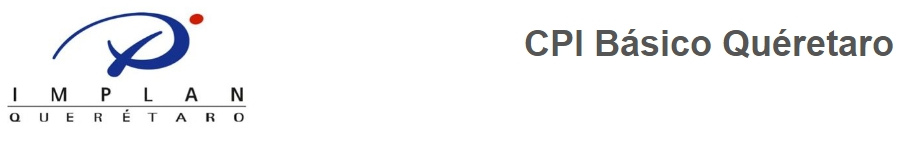 CPI Básico Quéretaro
IMPLAN
QUERÉTARO